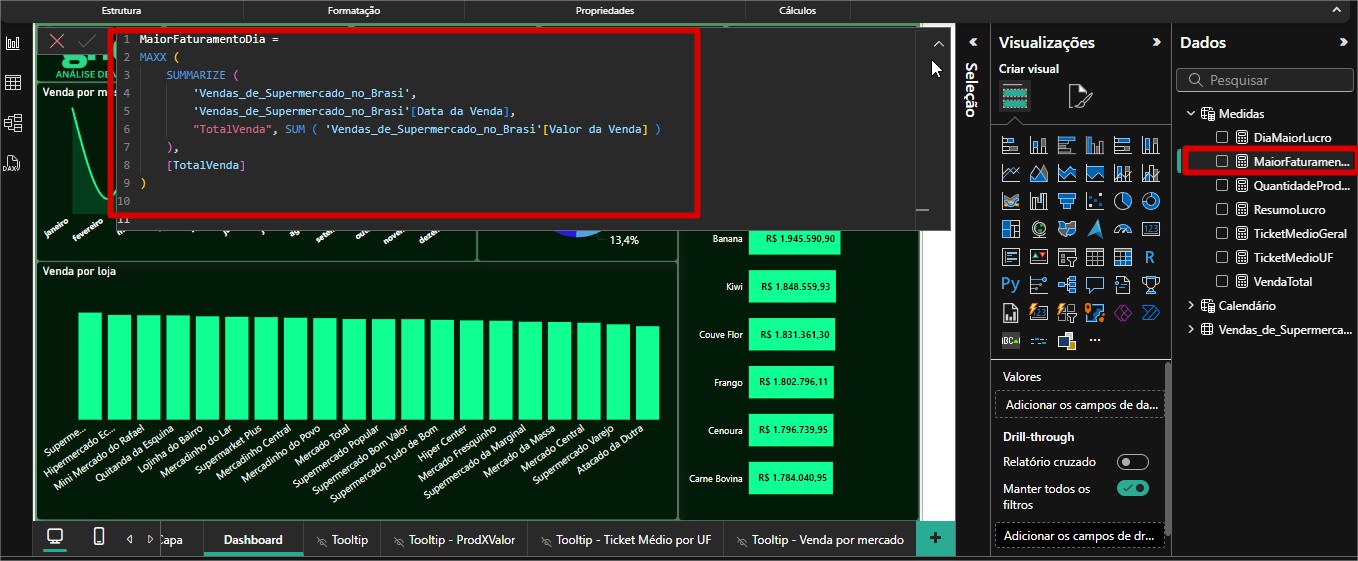 Estrutura
Formatação
Propriedades
Cálculos
1 MaiorFaturamentoDia =
2 MAXX (
3 SUMMARIZE (
4 'Vendas_de_Supermercado_no_Brasi',
5 'Vendas_de_Supermercado_no_Brasi'[Data da Venda],
6 "TotalVenda", SUM ( 'Vendas_de_Supermercado_no_Brasi'[Valor da Venda] )
7 ),
8 [TotalVenda]
9 )
10
11
ANÁLISE DE
Venda por
janeiro
fevereiro
13,4%
Venda por loja
Superme...
Hipermercado Ec...
Mini Mercado do Rafael
Quitanda da Esquina
Lojinha do Bairro
Mercadinho do Lar
Supermarket Plus
Mercadinho Central
Mercadinho do Povo
Mercado Total
Supermercado Popular
Supermercado Bom Valor
Supermercado Tudo de Bom
Hiper Center
Mercado Fresquinho
Supermercado da Marginal
Mercado da Massa
Mercado Central
Supermercado Varejo
Atacado da Dutra
Banana R$ 1.945.590,90
Kiwi R$ 1.848.559,93
Couve Flor R$ 1.831.361,30
Frango R$ 1.802.796,11
Cenoura R$ 1.796.739,95
Carne Bovina R$ 1.784.040,95
Capa
Dashboard
Tooltip
Tooltip - ProdXValor
Tooltip - Ticket Médio por UF
Tooltip - Venda por mercado
Seleção
Visualizações
Criar visual
Valores
Adicionar os campos de da...
Drill-through
Relatório cruzado
Manter todos os
filtros
Adicionar os campos de dr...
Dados
Pesquisar
Medidas
DiaMaiorLucro
MaiorFaturamen...
QuantidadeProd...
ResumoLucro
TicketMedioGeral
TicketMedioUF
VendaTotal
Calendário
Vendas_de_Supermerca...